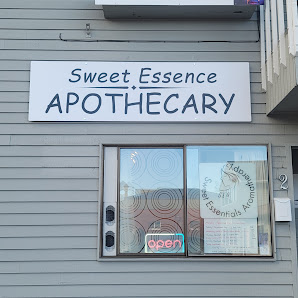 Sweet Essence
APOTHECARY
Sweet Essentials Aromatherapy
2
open